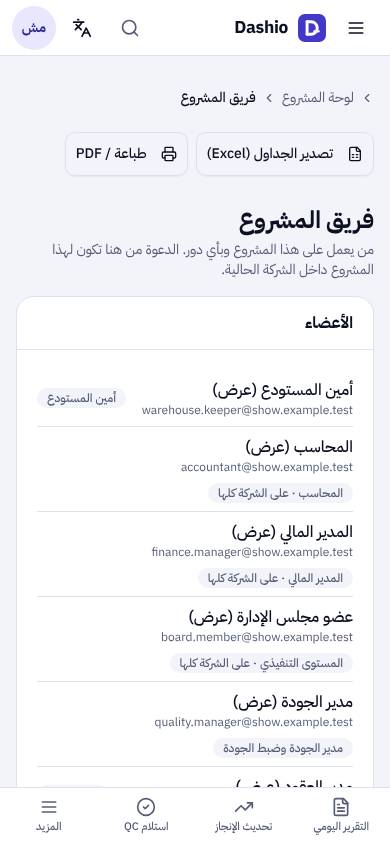 Dashio
مش
لوحة المشروع
فريق المشروع
تصدير الجداول (Excel)
طباعة / PDF
فريق المشروع
من يعمل على هذا المشروع وبأي دور. الدعوة من هنا تكون لهذا
المشروع داخل الشركة الحالية.
الأعضاء
أمين المستودع (عرض)
warehouse.keeper@show.example.test
أمين المستودع
المحاسب (عرض)
accountant@show.example.test
المحاسب · على الشركة كلها
المدير المالي (عرض)
finance.manager@show.example.test
المدير المالي · على الشركة كلها
عضو مجلس الإدارة (عرض)
board.member@show.example.test
المستوى التنفيذي · على الشركة كلها
مدير الجودة (عرض)
quality.manager@show.example.test
مدير الجودة وضبط الجودة
مدير العقود (عرض)
التقرير اليومي
تحديث الإنجاز
استلام QC
المزيد